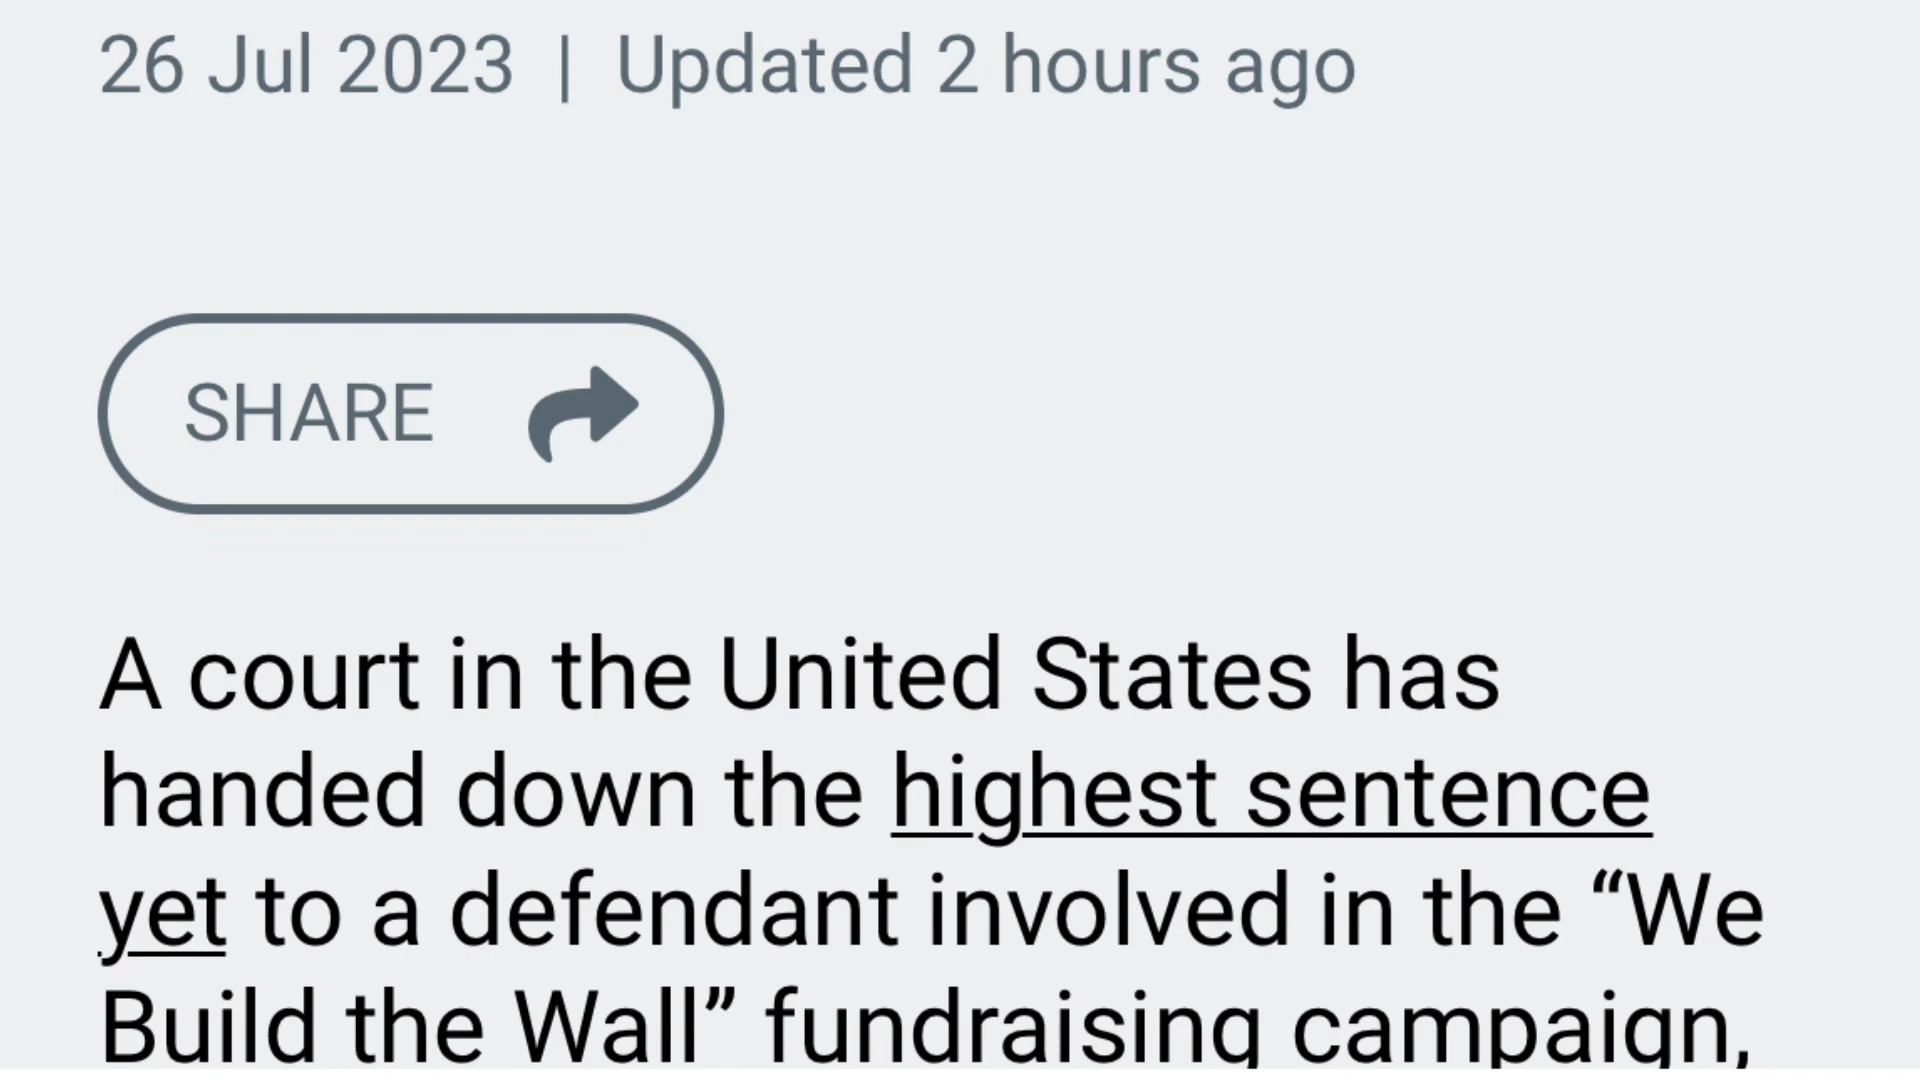 26 Jul 2023 | Updated 2 hours ago
SHARE
A court in the United States has
handed down the highest sentence
yet to a defendant involved in the “We
Build the Wall” fundraising campaign,